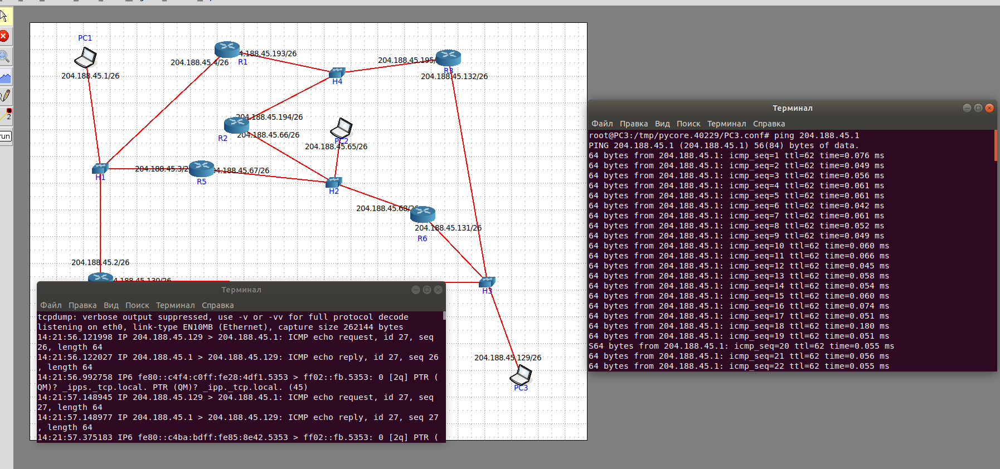 PC1
204.188.45.1/26
204.188.45.4/26
R1
.188.45.193/26
H4
204.188.45.195/
R3
204.188.45.132/26
204.188.45.194/26
R2
204.188.45.66/26
PC2
204.188.45.65/26
H1
204.188.45.3/2
R5
.188.45.67/26
H2
204.188.45.68/26
204.188.45.131/26
R6
204.188.45.2/26
4.188.45.130/26
H3
204.188.45.129/26
PC3
2
run
Терминал
Файл Правка Вид Поиск Терминал Справка
tcpdump: verbose output suppressed, use -v or -vv for full protocol decode
listening on eth0, link-type EN10MB (Ethernet), capture size 262144 bytes
14:21:56.121998 IP 204.188.45.129 > 204.188.45.1: ICMP echo request, id 27, seq
26, length 64
14:21:56.122027 IP 204.188.45.1 > 204.188.45.129: ICMP echo reply, id 27, seq 26
, length 64
14:21:56.992758 IP6 fe80::c4f4:c0ff:fe28:4df1.5353 > ff02::fb.5353: 0 [2q] PTR (
QM)? _ipps._tcp.local. PTR (QM)? _ipp._tcp.local. (45)
14:21:57.148945 IP 204.188.45.129 > 204.188.45.1: ICMP echo request, id 27, seq
27, length 64
14:21:57.148977 IP 204.188.45.1 > 204.188.45.129: ICMP echo reply, id 27, seq 27
, length 64
14:21:57.375183 IP6 fe80::c4ba:bdff:fe85:8e42.5353 > ff02::fb.5353: 0 [2q] PTR (
Терминал
Файл Правка Вид Поиск Терминал Справка
root@PC3:/tmp/pycore.40229/PC3.conf# ping 204.188.45.1
PING 204.188.45.1 (204.188.45.1) 56(84) bytes of data.
64 bytes from 204.188.45.1: icmp_seq=1 ttl=62 time=0.076 ms
64 bytes from 204.188.45.1: icmp_seq=2 ttl=62 time=0.049 ms
64 bytes from 204.188.45.1: icmp_seq=3 ttl=62 time=0.056 ms
64 bytes from 204.188.45.1: icmp_seq=4 ttl=62 time=0.061 ms
64 bytes from 204.188.45.1: icmp_seq=5 ttl=62 time=0.061 ms
64 bytes from 204.188.45.1: icmp_seq=6 ttl=62 time=0.042 ms
64 bytes from 204.188.45.1: icmp_seq=7 ttl=62 time=0.061 ms
64 bytes from 204.188.45.1: icmp_seq=8 ttl=62 time=0.052 ms
64 bytes from 204.188.45.1: icmp_seq=9 ttl=62 time=0.049 ms
64 bytes from 204.188.45.1: icmp_seq=10 ttl=62 time=0.060 ms
64 bytes from 204.188.45.1: icmp_seq=11 ttl=62 time=0.066 ms
64 bytes from 204.188.45.1: icmp_seq=12 ttl=62 time=0.045 ms
64 bytes from 204.188.45.1: icmp_seq=13 ttl=62 time=0.058 ms
64 bytes from 204.188.45.1: icmp_seq=14 ttl=62 time=0.054 ms
64 bytes from 204.188.45.1: icmp_seq=15 ttl=62 time=0.060 ms
64 bytes from 204.188.45.1: icmp_seq=16 ttl=62 time=0.074 ms
64 bytes from 204.188.45.1: icmp_seq=17 ttl=62 time=0.051 ms
64 bytes from 204.188.45.1: icmp_seq=18 ttl=62 time=0.180 ms
64 bytes from 204.188.45.1: icmp_seq=19 ttl=62 time=0.051 ms
S64 bytes from 204.188.45.1: icmp_seq=20 ttl=62 time=0.055 ms
64 bytes from 204.188.45.1: icmp_seq=21 ttl=62 time=0.056 ms
64 bytes from 204.188.45.1: icmp_seq=22 ttl=62 time=0.055 ms